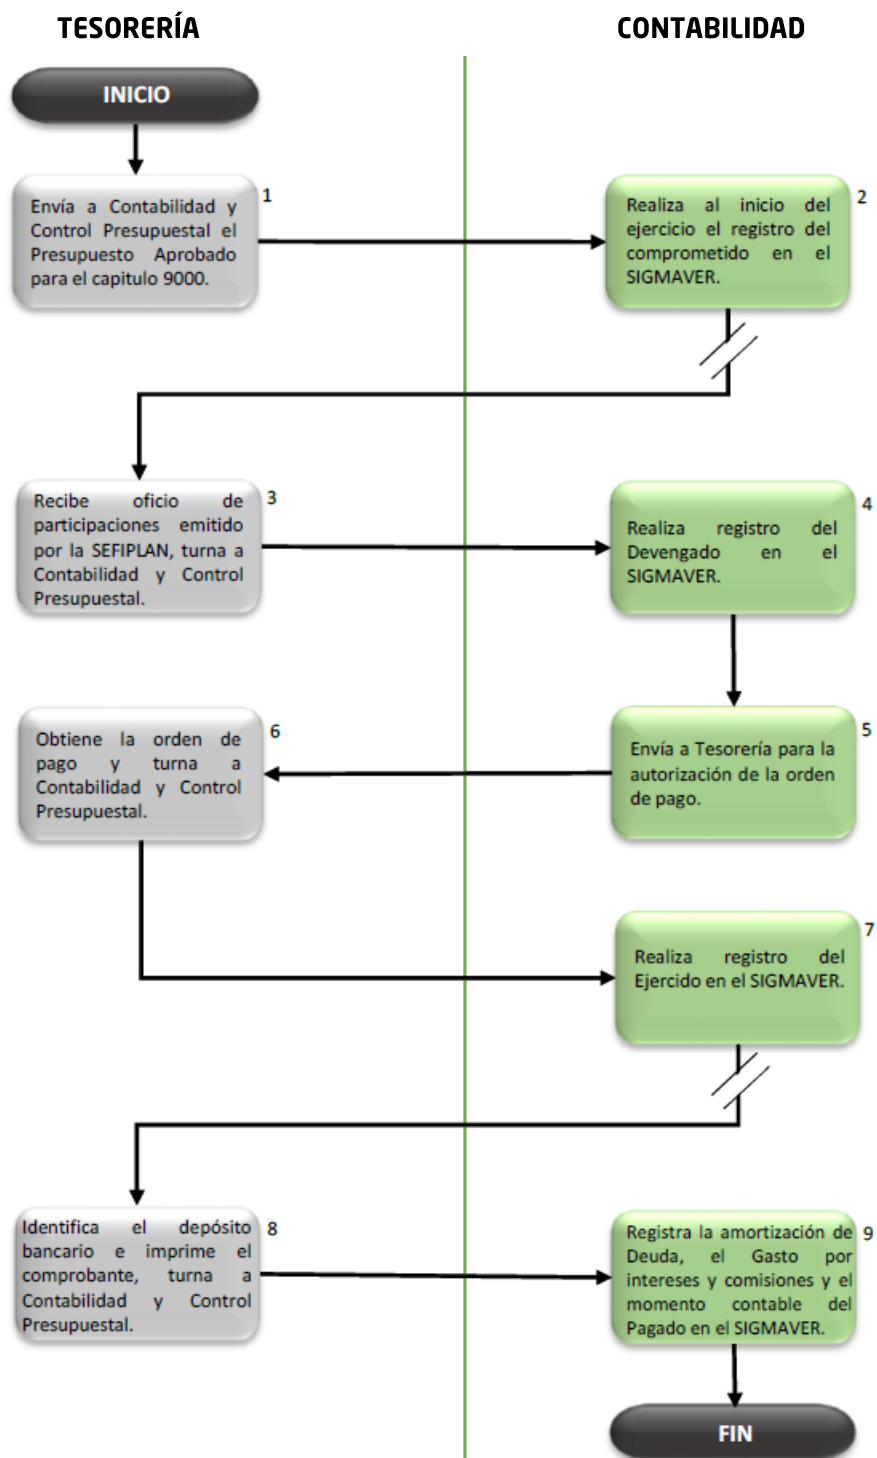 TESORERÍA
CONTABILIDAD
INICIO
1
Envía a Contabilidad y
Control Presupuestal el
Presupuesto Aprobado
para el capitulo 9000.
2
Realiza al inicio del
ejercicio el registro del
comprometido en el
SIGMAVER.
3
Recibe oficio de
participaciones emitido
por la SEFIPLAN, turna a
Contabilidad y Control
Presupuestal.
4
Realiza registro del
Devengado en el
SIGMAVER.
5
Envía a Tesorería para la
autorización de la orden
de pago.
6
Obtiene la orden de
pago y turna a
Contabilidad y Control
Presupuestal.
7
Realiza registro del
Ejercido en el SIGMAVER.
8
Identifica el depósito
bancario e imprime el
comprobante, turna a
Contabilidad y Control
Presupuestal.
9
Registra la amortización de
Deuda, el Gasto por
intereses y comisiones y el
momento contable del
Pagado en el SIGMAVER.
FIN